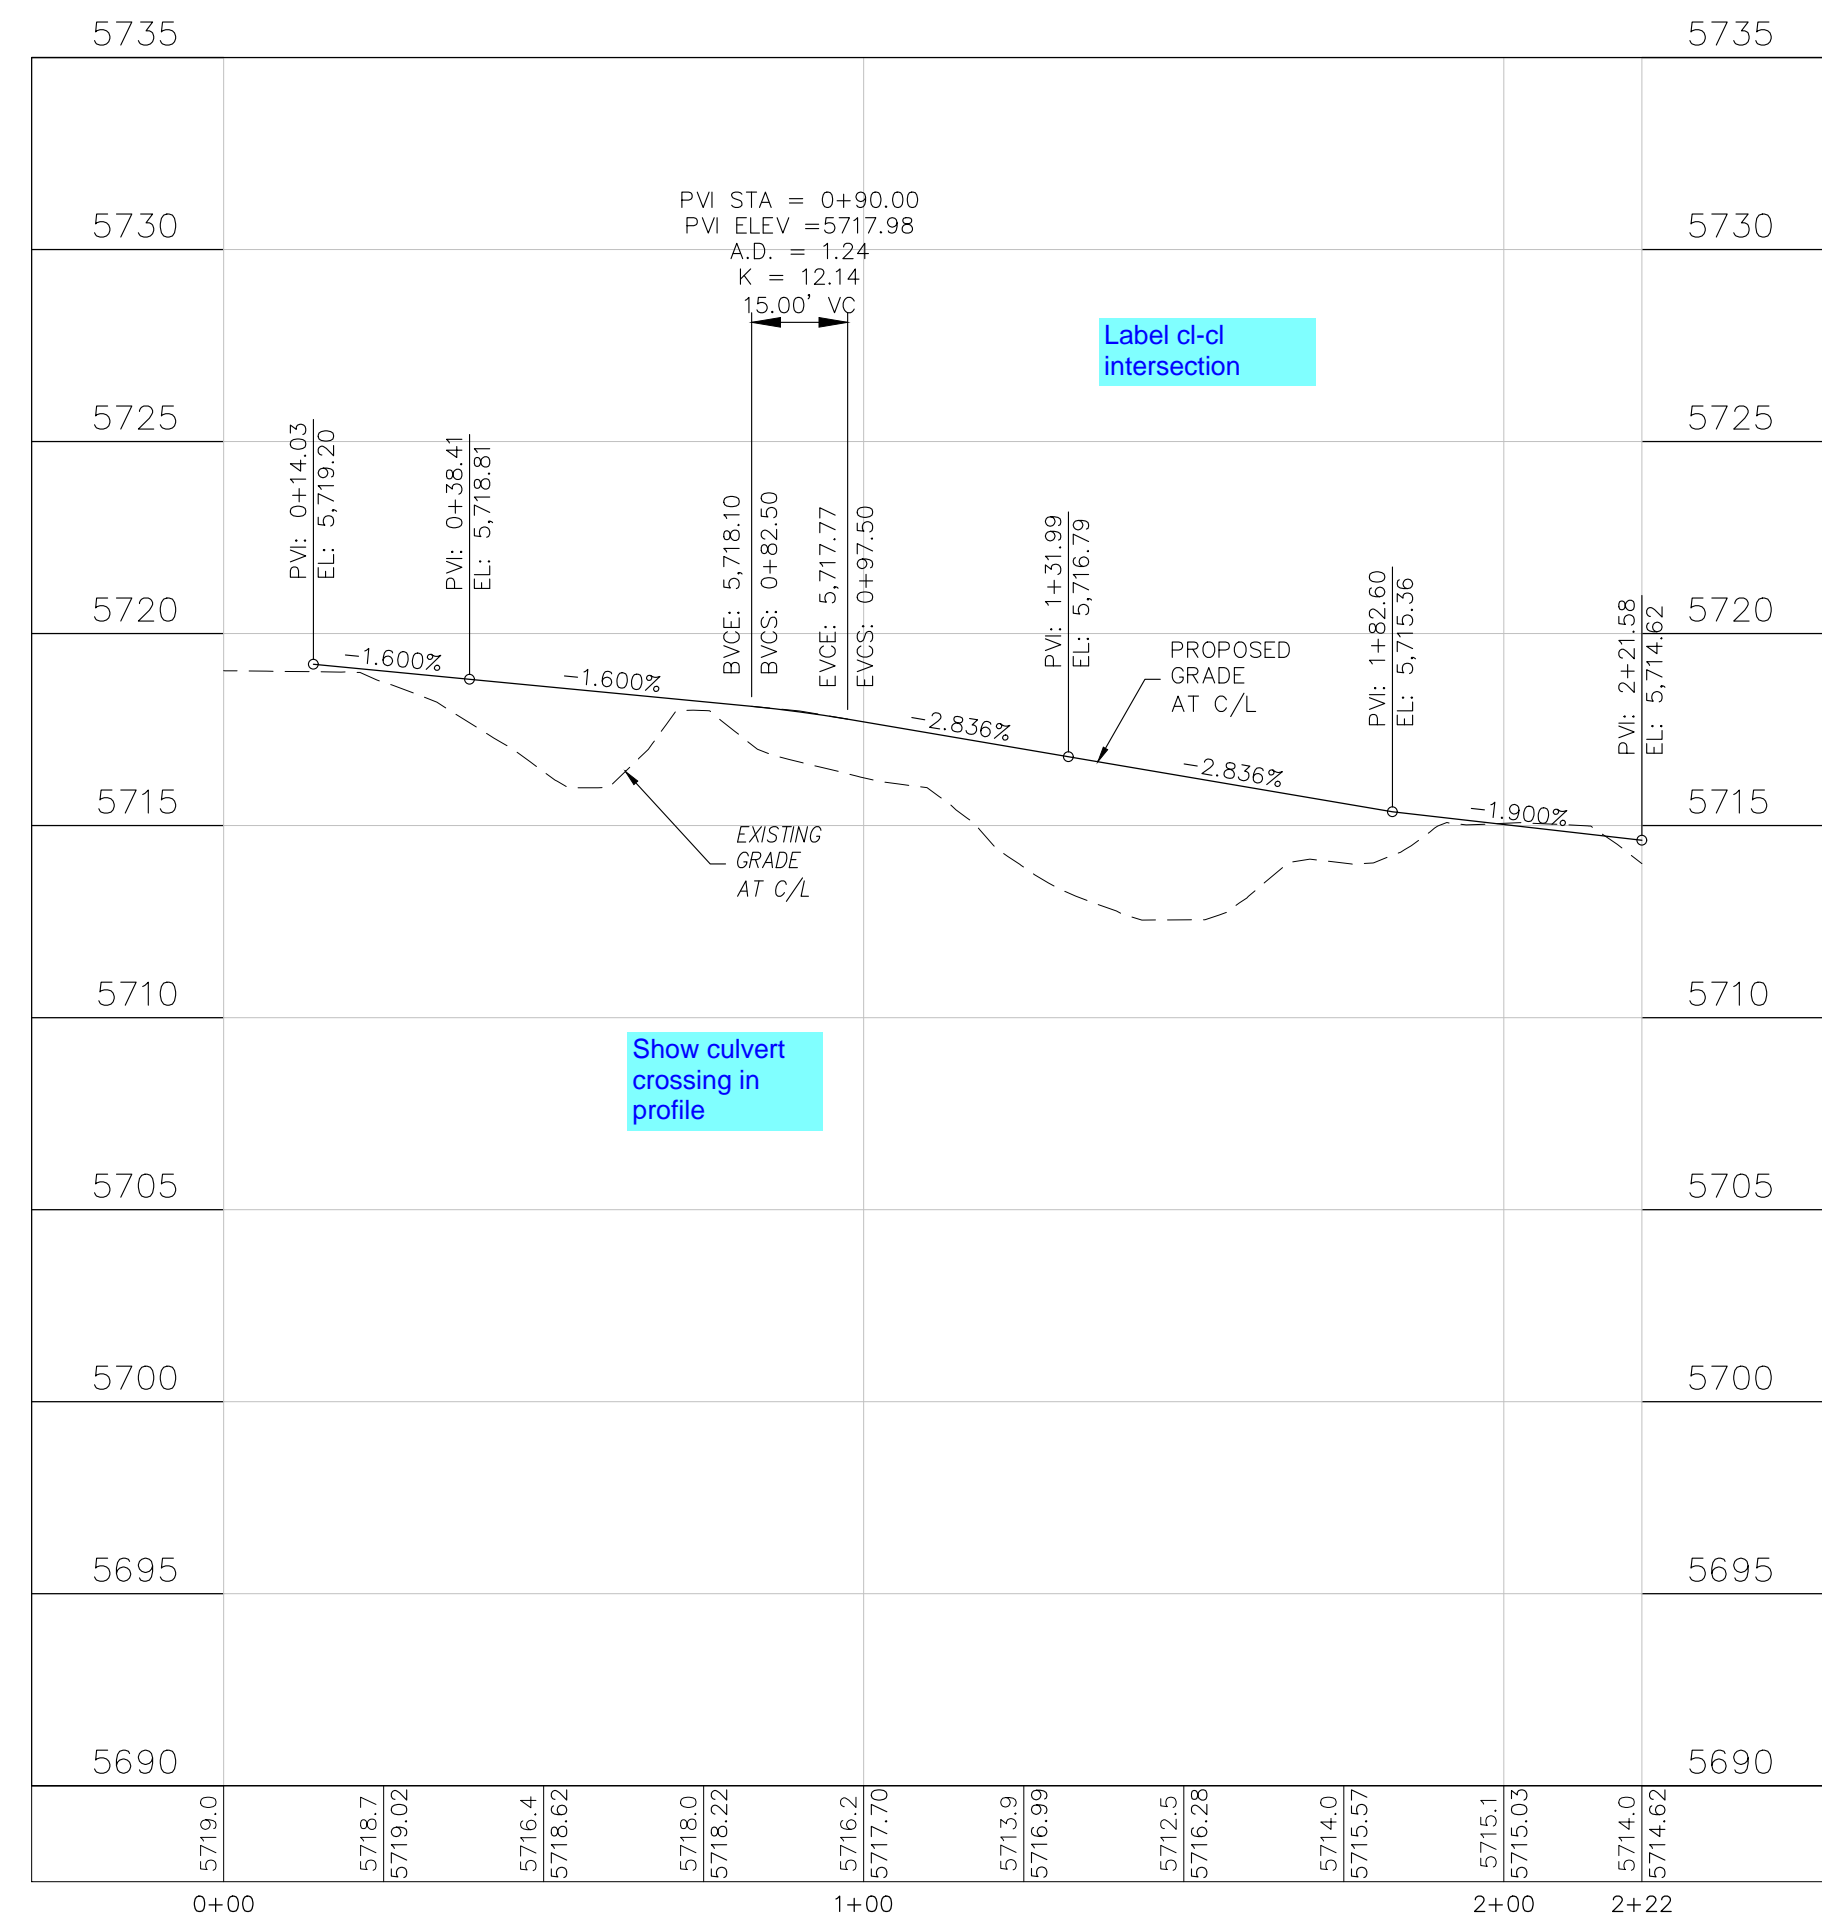 5735
5735
5730
5730
5725
5725
5720
5720
5715
5715
5710
5710
5705
5705
5700
5700
5695
5695
5690
5690
PVI STA = 0+90.00
PVI ELEV =5717.98
A.D. = 1.24
K = 12.14
15.00' VC
Label cl-cl
intersection
PVI: 0+14.03
EL: 5,719.20
PVI: 0+38.41
EL: 5,718.81
BVCE: 5,718.10
BVCS: 0+82.50
EVCE: 5,717.77
EVCS: 0+97.50
PVI: 1+31.99
EL: 5,716.79
PVI: 1+82.60
EL: 5,715.36
PVI: 2+21.58
EL: 5,714.62
-1.600%
-1.600%
-2.836%
-2.836%
-1.900%
PROPOSED
GRADE
AT C/L
EXISTING
GRADE
AT C/L
Show culvert
crossing in
profile
5719.0
5718.7
5719.02
5716.4
5718.62
5718.0
5718.22
5716.2
5717.70
5713.9
5716.99
5712.5
5716.28
5714.0
5715.57
5715.1
5715.03
5714.0
5714.62
0+00
1+00
2+00
2+22